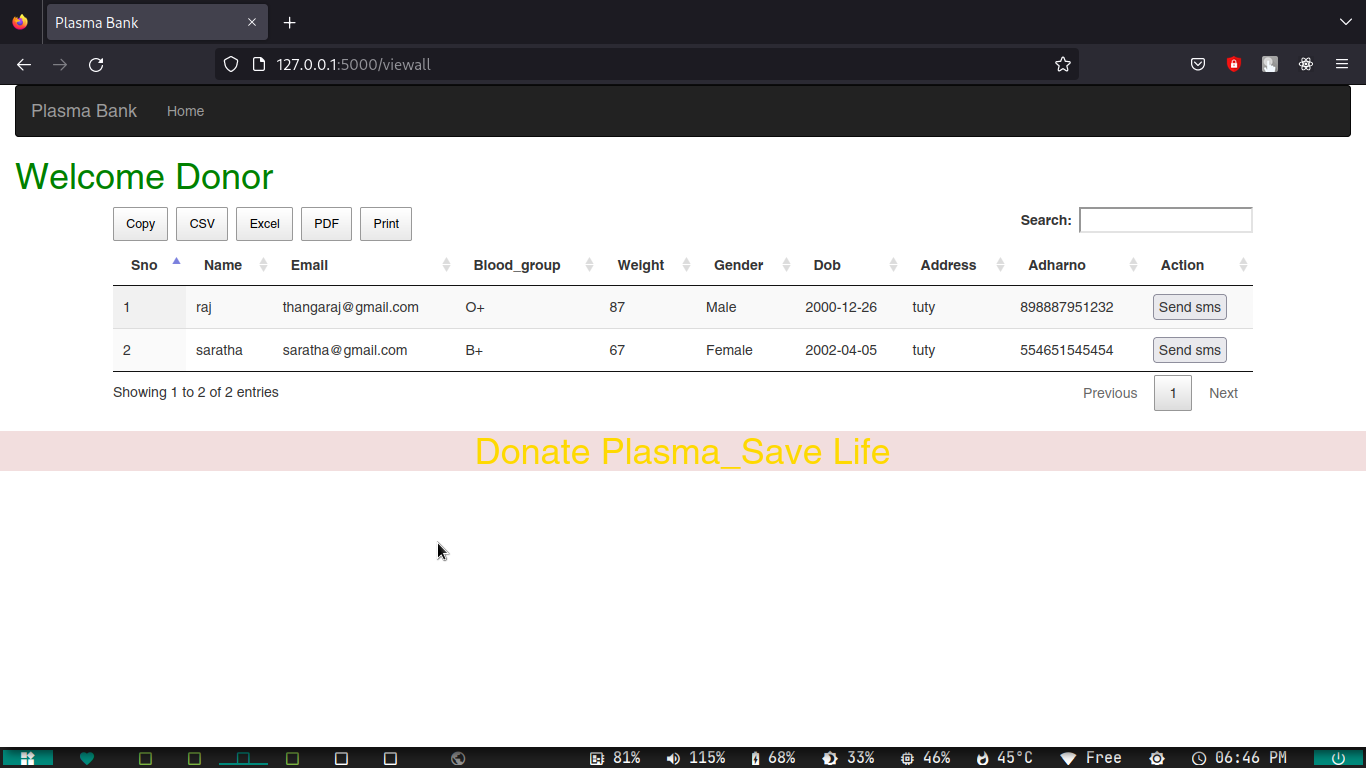 Plasma Bank
127.0.0.1:5000/viewall
Plasma Bank Home
Welcome Donor
Copy CSV Excel PDF Print Search:
Sno Name Email Blood_group Weight Gender Dob Address Adharno Action
1 raj thangaraj@gmail.com O+ 87 Male 2000-12-26 tuty 898887951232 Send sms
2 saratha saratha@gmail.com B+ 67 Female 2002-04-05 tuty 554651545454 Send sms
Showing 1 to 2 of 2 entries Previous 1 Next
Donate Plasma_Save Life
81% 115% 68% 33% 46% 45°C Free 06:46 PM